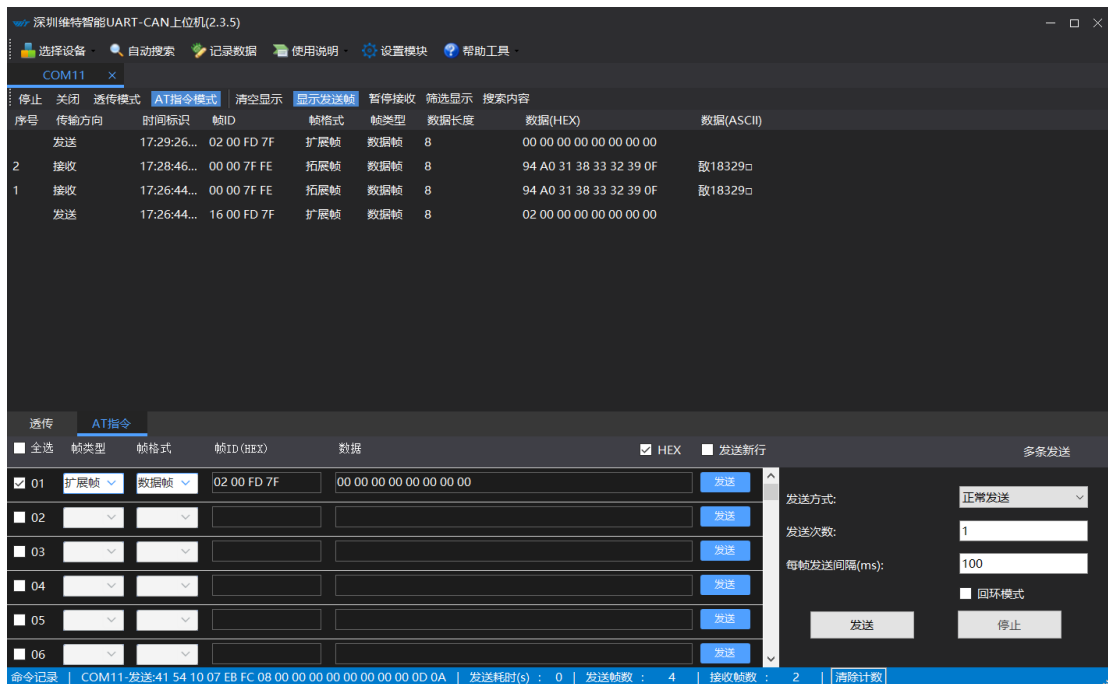 深圳维特智能UART-CAN上位机(2.3.5)
选择设备 自动搜索 记录数据 使用说明 设置模块 帮助工具
COM11 ×
停止 关闭 透传模式 AT指令模式 清空显示 显示发送帧 暂停接收 筛选显示 搜索内容
序号 传输方向 时间标识 帧ID 帧格式 帧类型 数据长度 数据(HEX) 数据(ASCII)
发送 17:29:26... 02 00 FD 7F 扩展帧 数据帧 8 00 00 00 00 00 00 00 00
2 接收 17:28:46... 00 00 7F FE 拓展帧 数据帧 8 94 A0 31 38 33 32 39 0F 敔18329□
1 接收 17:26:44... 00 00 7F FE 拓展帧 数据帧 8 94 A0 31 38 33 32 39 0F 敔18329□
发送 17:26:44... 16 00 FD 7F 扩展帧 数据帧 8 02 00 00 00 00 00 00 00
透传 AT指令
全选 帧类型 帧格式 帧ID(HEX) 数据 HEX 发送新行 多条发送
01 扩展帧 数据帧 02 00 FD 7F 00 00 00 00 00 00 00 00 发送
02 发送
03 发送
04 发送
05 发送
06 发送
发送方式: 正常发送
发送次数: 1
每帧发送间隔(ms): 100
回环模式
发送 停止
命令记录 | COM11-发送:41 54 10 07 EB FC 08 00 00 00 00 00 00 00 00 0D 0A | 发送耗时(s) : 0 | 发送帧数 : 4 | 接收帧数 : 2 | 清除计数